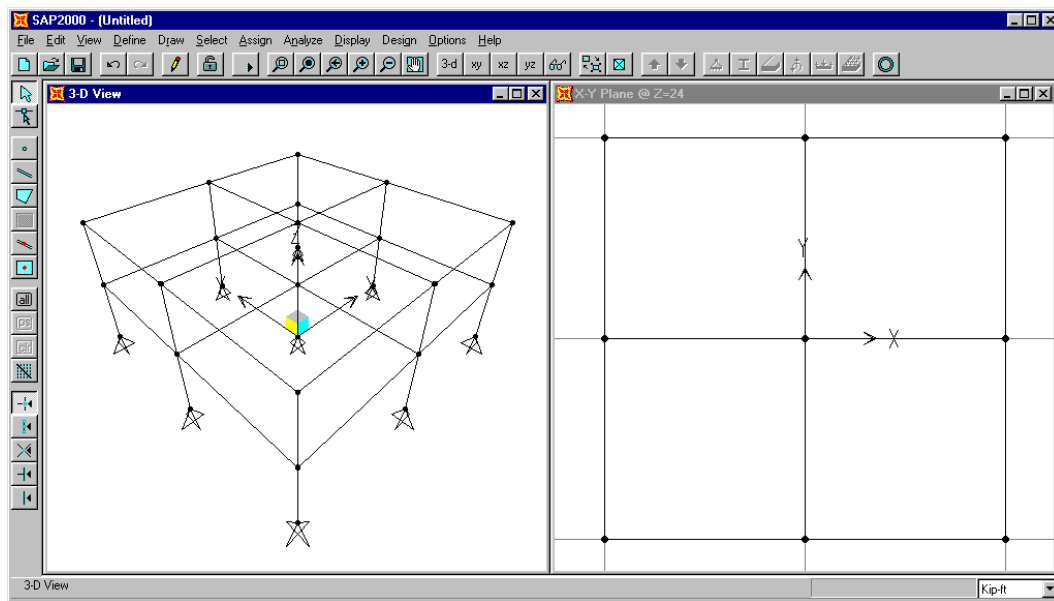 SAP2000 - (Untitled)
File Edit View Define Draw Select Assign Analyze Display Design Options Help
3-d xy xz yz
3-D View
X-Y Plane @ Z=24
all
ps
clr
Z
Y
X
3-D View
Kip-ft